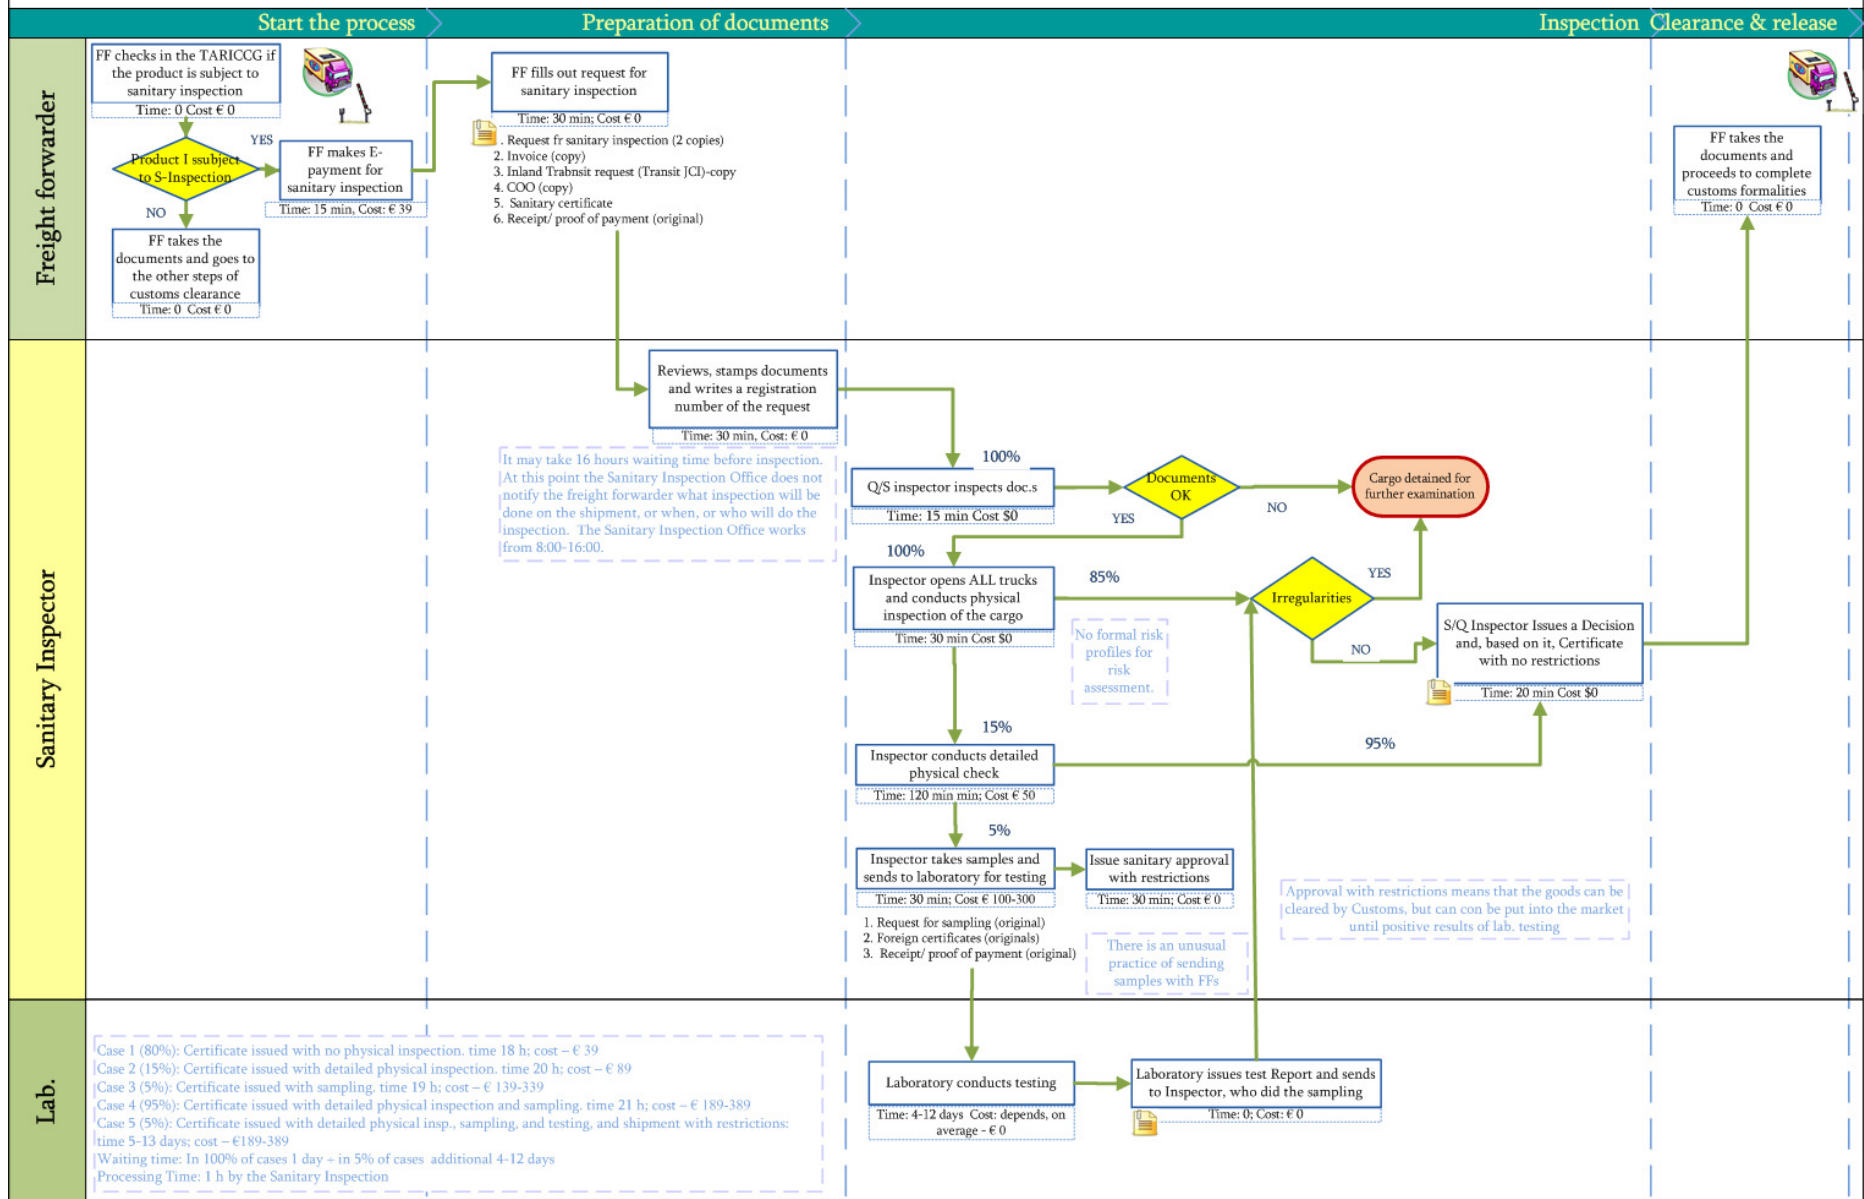 Start the process
Preparation of documents
Inspection
Clearance & release
Freight forwarder
FF checks in the TARICCG if
the product is subject to
sanitary inspection
Time: 0 Cost € 0
Product I ssubject
to S-Inspection
YES
NO
FF makes E-
payment for
sanitary inspection
Time: 15 min, Cost: € 39
FF takes the
documents and goes to
the other steps of
customs clearance
Time: 0 Cost € 0
FF fills out request for
sanitary inspection
Time: 30 min; Cost € 0
. Request fr sanitary inspection (2 copies)
2. Invoice (copy)
3. Inland Trabnsit request (Transit JCI)-copy
4. COO (copy)
5. Sanitary certificate
6. Receipt/ proof of payment (original)
FF takes the
documents and
proceeds to complete
customs formalities
Time: 0 Cost € 0
Sanitary Inspector
Reviews, stamps documents
and writes a registration
number of the request
Time: 30 min, Cost: € 0
It may take 16 hours waiting time before inspection.
At this point the Sanitary Inspection Office does not
notify the freight forwarder what inspection will be
done on the shipment, or when, or who will do the
inspection. The Sanitary Inspection Office works
from 8:00-16:00.
100%
Q/S inspector inspects doc.s
Time: 15 min Cost $0
Documents
OK
YES
NO
Cargo detained for
further examination
100%
Inspector opens ALL trucks
and conducts physical
inspection of the cargo
Time: 30 min Cost $0
85%
No formal risk
profiles for
risk
assessment.
Irregularities
YES
NO
S/Q Inspector Issues a Decision
and, based on it, Certificate
with no restrictions
Time: 20 min Cost $0
15%
Inspector conducts detailed
physical check
Time: 120 min min; Cost € 50
95%
5%
Inspector takes samples and
sends to laboratory for testing
Time: 30 min; Cost € 100-300
Issue sanitary approval
with restrictions
Time: 30 min; Cost € 0
1. Request for sampling (original)
2. Foreign certificates (originals)
3. Receipt/ proof of payment (original)
There is an unusual
practice of sending
samples with FFs
Approval with restrictions means that the goods can be
cleared by Customs, but can con be put into the market
until positive results of lab. testing
Lab.
Case 1 (80%): Certificate issued with no physical inspection. time 18 h; cost – € 39
Case 2 (15%): Certificate issued with detailed physical inspection. time 20 h; cost – € 89
Case 3 (5%): Certificate issued with sampling. time 19 h; cost – € 139-339
Case 4 (95%): Certificate issued with detailed physical inspection and sampling. time 21 h; cost – € 189-389
Case 5 (5%): Certificate issued with detailed physical insp., sampling, and testing, and shipment with restrictions:
time 5-13 days; cost – €189-389
Waiting time: In 100% of cases 1 day + in 5% of cases additional 4-12 days
Processing Time: 1 h by the Sanitary Inspection
Laboratory conducts testing
Time: 4-12 days Cost: depends, on
average - € 0
Laboratory issues test Report and sends
to Inspector, who did the sampling
Time: 0; Cost: € 0